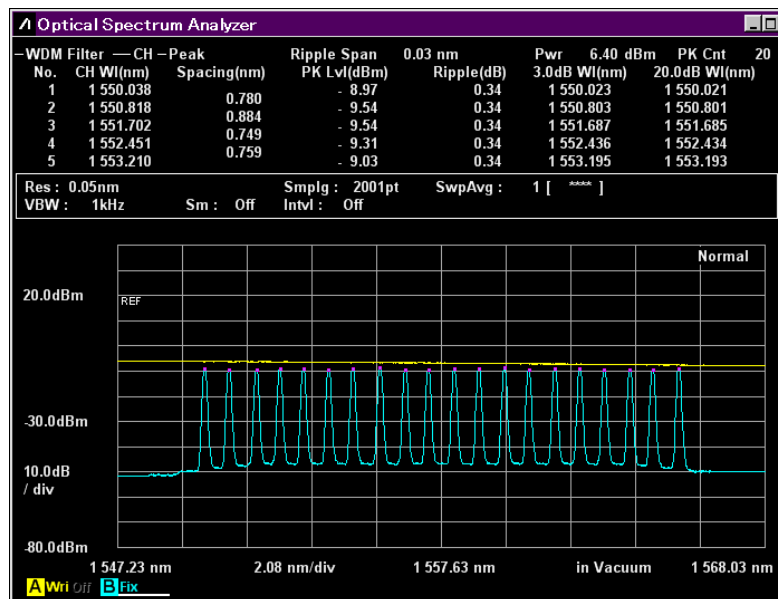 Optical Spectrum Analyzer
WDM Filter CH Peak Ripple Span 0.03 nm Pwr 6.40 dBm PK Cnt 20
No. CH Wl(nm) Spacing(nm) PK Lvl(dBm) Ripple(dB) 3.0dB Wl(nm) 20.0dB Wl(nm)
1 1 550.038 - 8.97 0.34 1 550.023 1 550.021
0.780
2 1 550.818 - 9.54 0.34 1 550.803 1 550.801
0.884
3 1 551.702 - 9.54 0.34 1 551.687 1 551.685
0.749
4 1 552.451 - 9.31 0.34 1 552.436 1 552.434
0.759
5 1 553.210 - 9.03 0.34 1 553.195 1 553.193
Res : 0.05nm Smplg : 2001pt SwpAvg : 1 [ **** ]
VBW : 1kHz Sm : Off Intvl : Off
Normal
20.0dBm
REF
-30.0dBm
10.0dB
/ div
-80.0dBm
1 547.23 nm 2.08 nm/div 1 557.63 nm in Vacuum 1 568.03 nm
A Wri Off B Fix